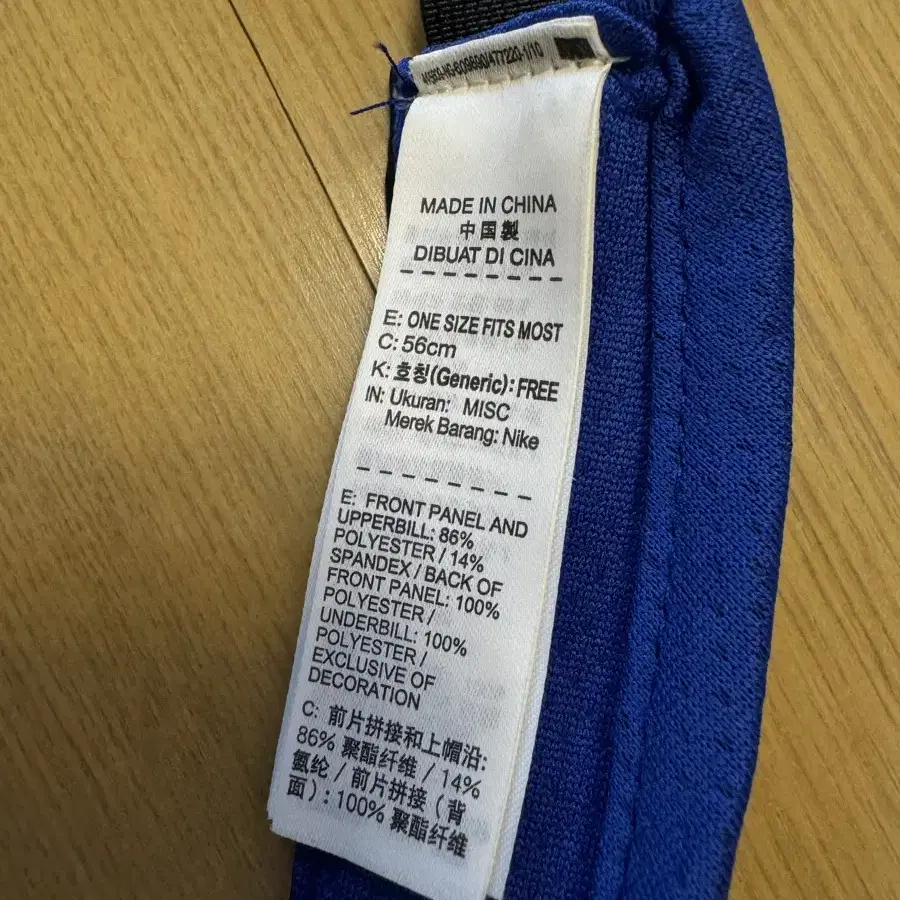 MADE IN CHINA
中国製
DIBUAT DI CINA
E: ONE SIZE FITS MOST
C: 56cm
K: 호칭(Generic): FREE
IN: Ukuran: MISC
Merek Barang: Nike
E: FRONT PANEL AND
UPPERBILL: 86%
POLYESTER / 14%
SPANDEX / BACK OF
FRONT PANEL: 100%
POLYESTER /
UNDERBILL: 100%
POLYESTER /
EXCLUSIVE OF
DECORATION
C: 前片拼接和上帽沿:
86% 聚酯纤维 / 14%
氨纶 / 前片拼接 (背
面) : 100% 聚酯纤维